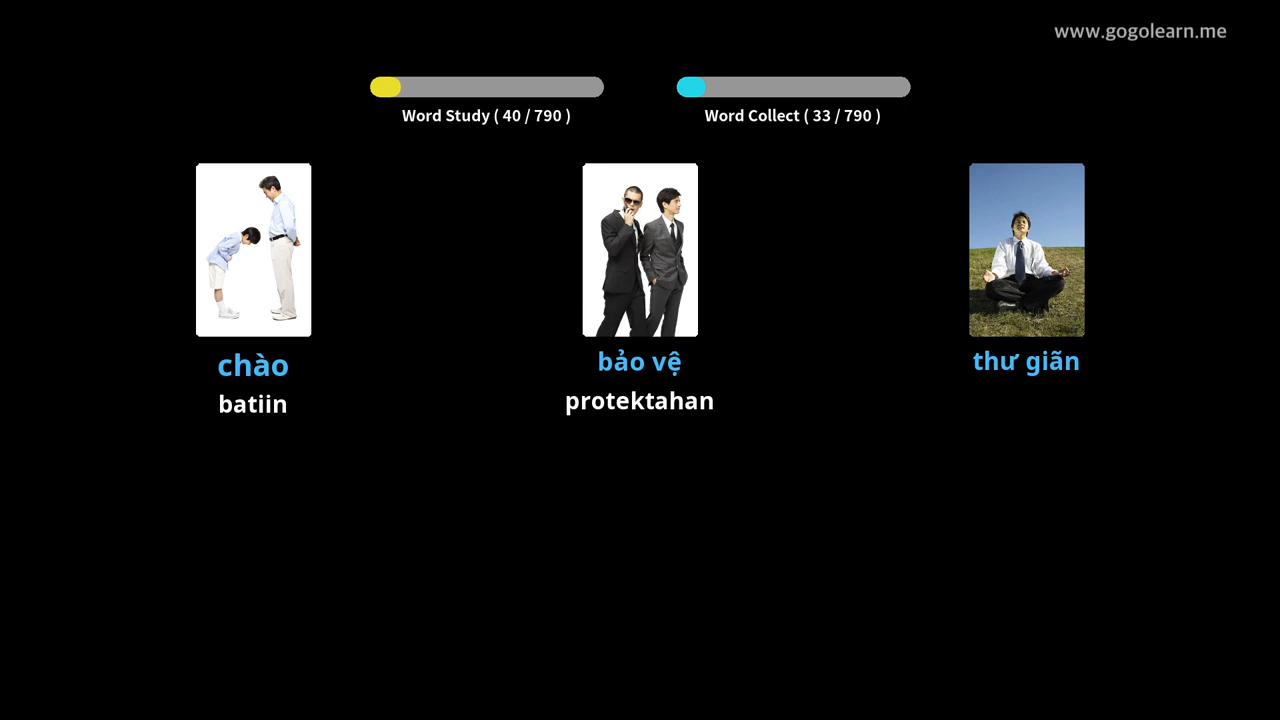 www.gogolearn.me
Word Study ( 40 / 790 )
Word Collect ( 33 / 790 )
chào
batiin
bảo vệ
protektahan
thư giãn